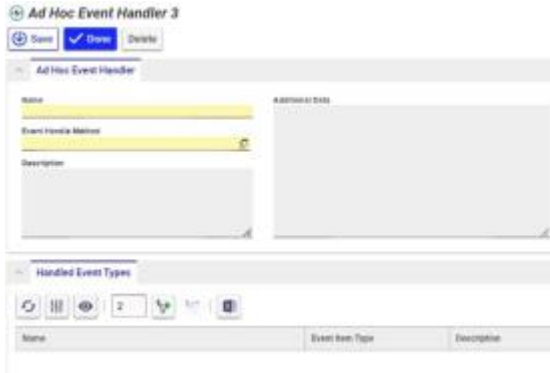 Ad Hoc Event Handler 3
Save Done Delete
Ad Hoc Event Handler
Name
Additional Data
Event Handle Method
Description
Handled Event Types
2
Name Event Item Type Description